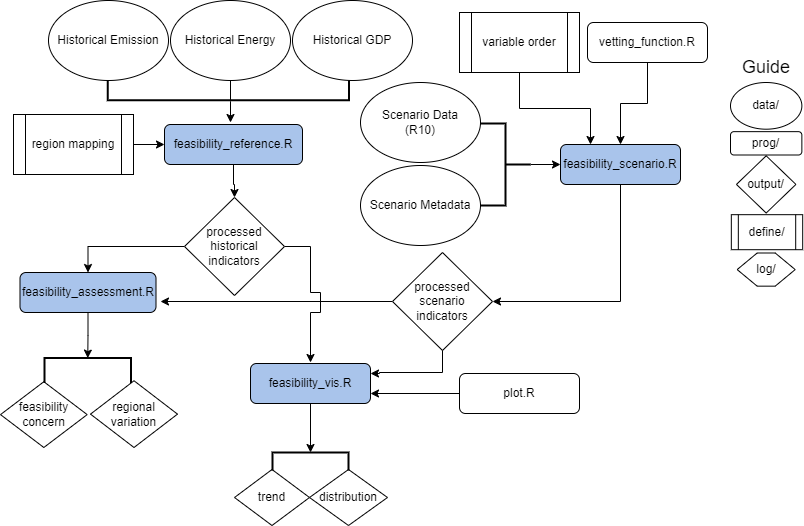 Historical Emission
Historical Energy
Historical GDP
variable order
vetting_function.R
Guide
data/
prog/
output/
define/
log/
Scenario Data
(R10)
region mapping
feasibility_reference.R
feasibility_scenario.R
Scenario Metadata
processed
historical
indicators
feasibility_assessment.R
processed
scenario
indicators
feasibility_vis.R
plot.R
feasibility
concern
regional
variation
trend
distribution